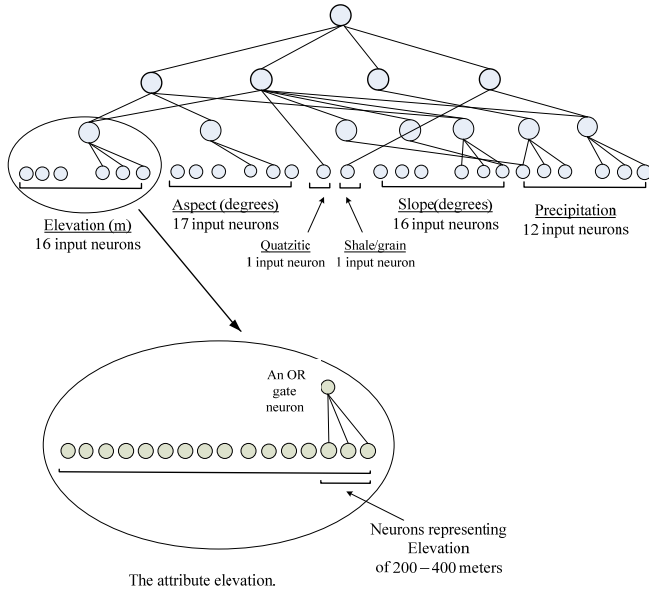 Elevation (m)
16 input neurons
Aspect (degrees)
17 input neurons
Quatzitic
1 input neuron
Shale/grain
1 input neuron
Slope(degrees)
16 input neurons
Precipitation
12 input neurons
An OR
gate
neuron
Neurons representing
Elevation
of 200 – 400 meters
The attribute elevation.